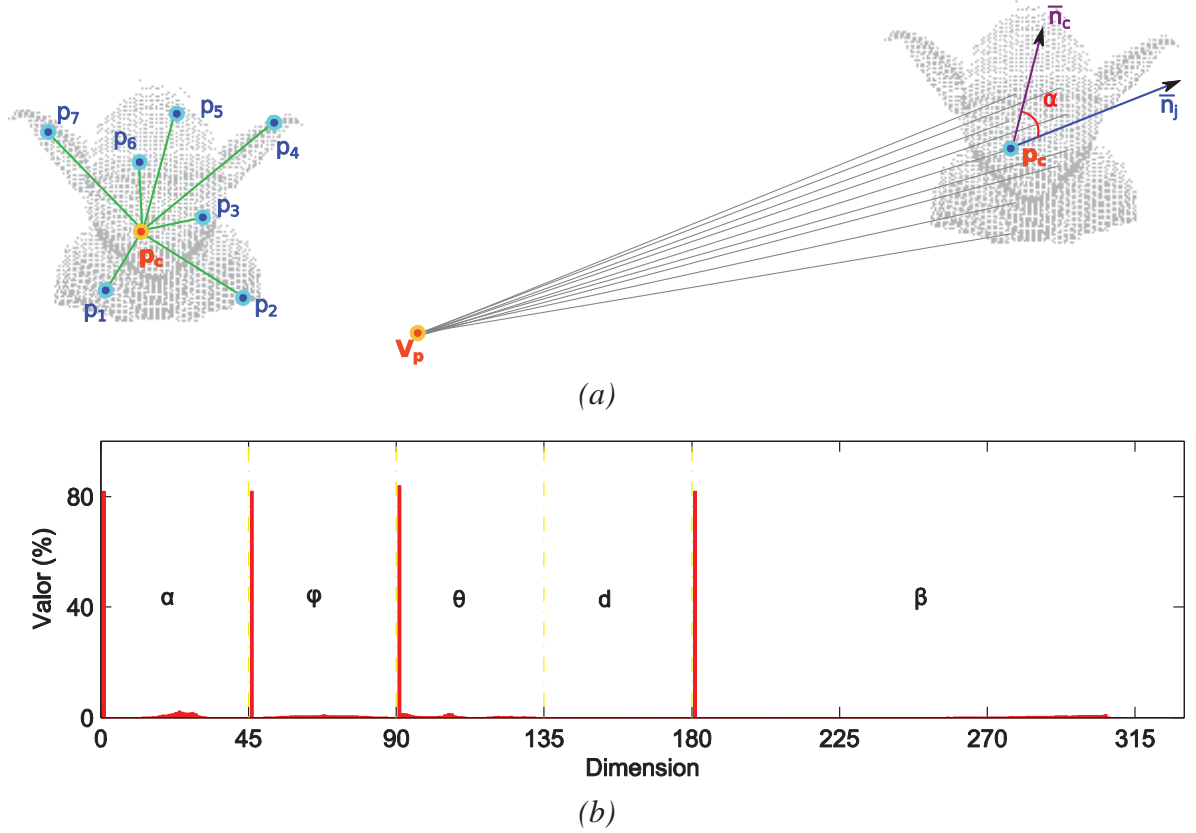 p7
p5
p6
p4
p3
pc
p1
p2
n̅c
α
n̅j
pc
Vp
(a)
Valor (%)
80
40
0
α
φ
θ
d
β
0 45 90 135 180 225 270 315
Dimension
(b)